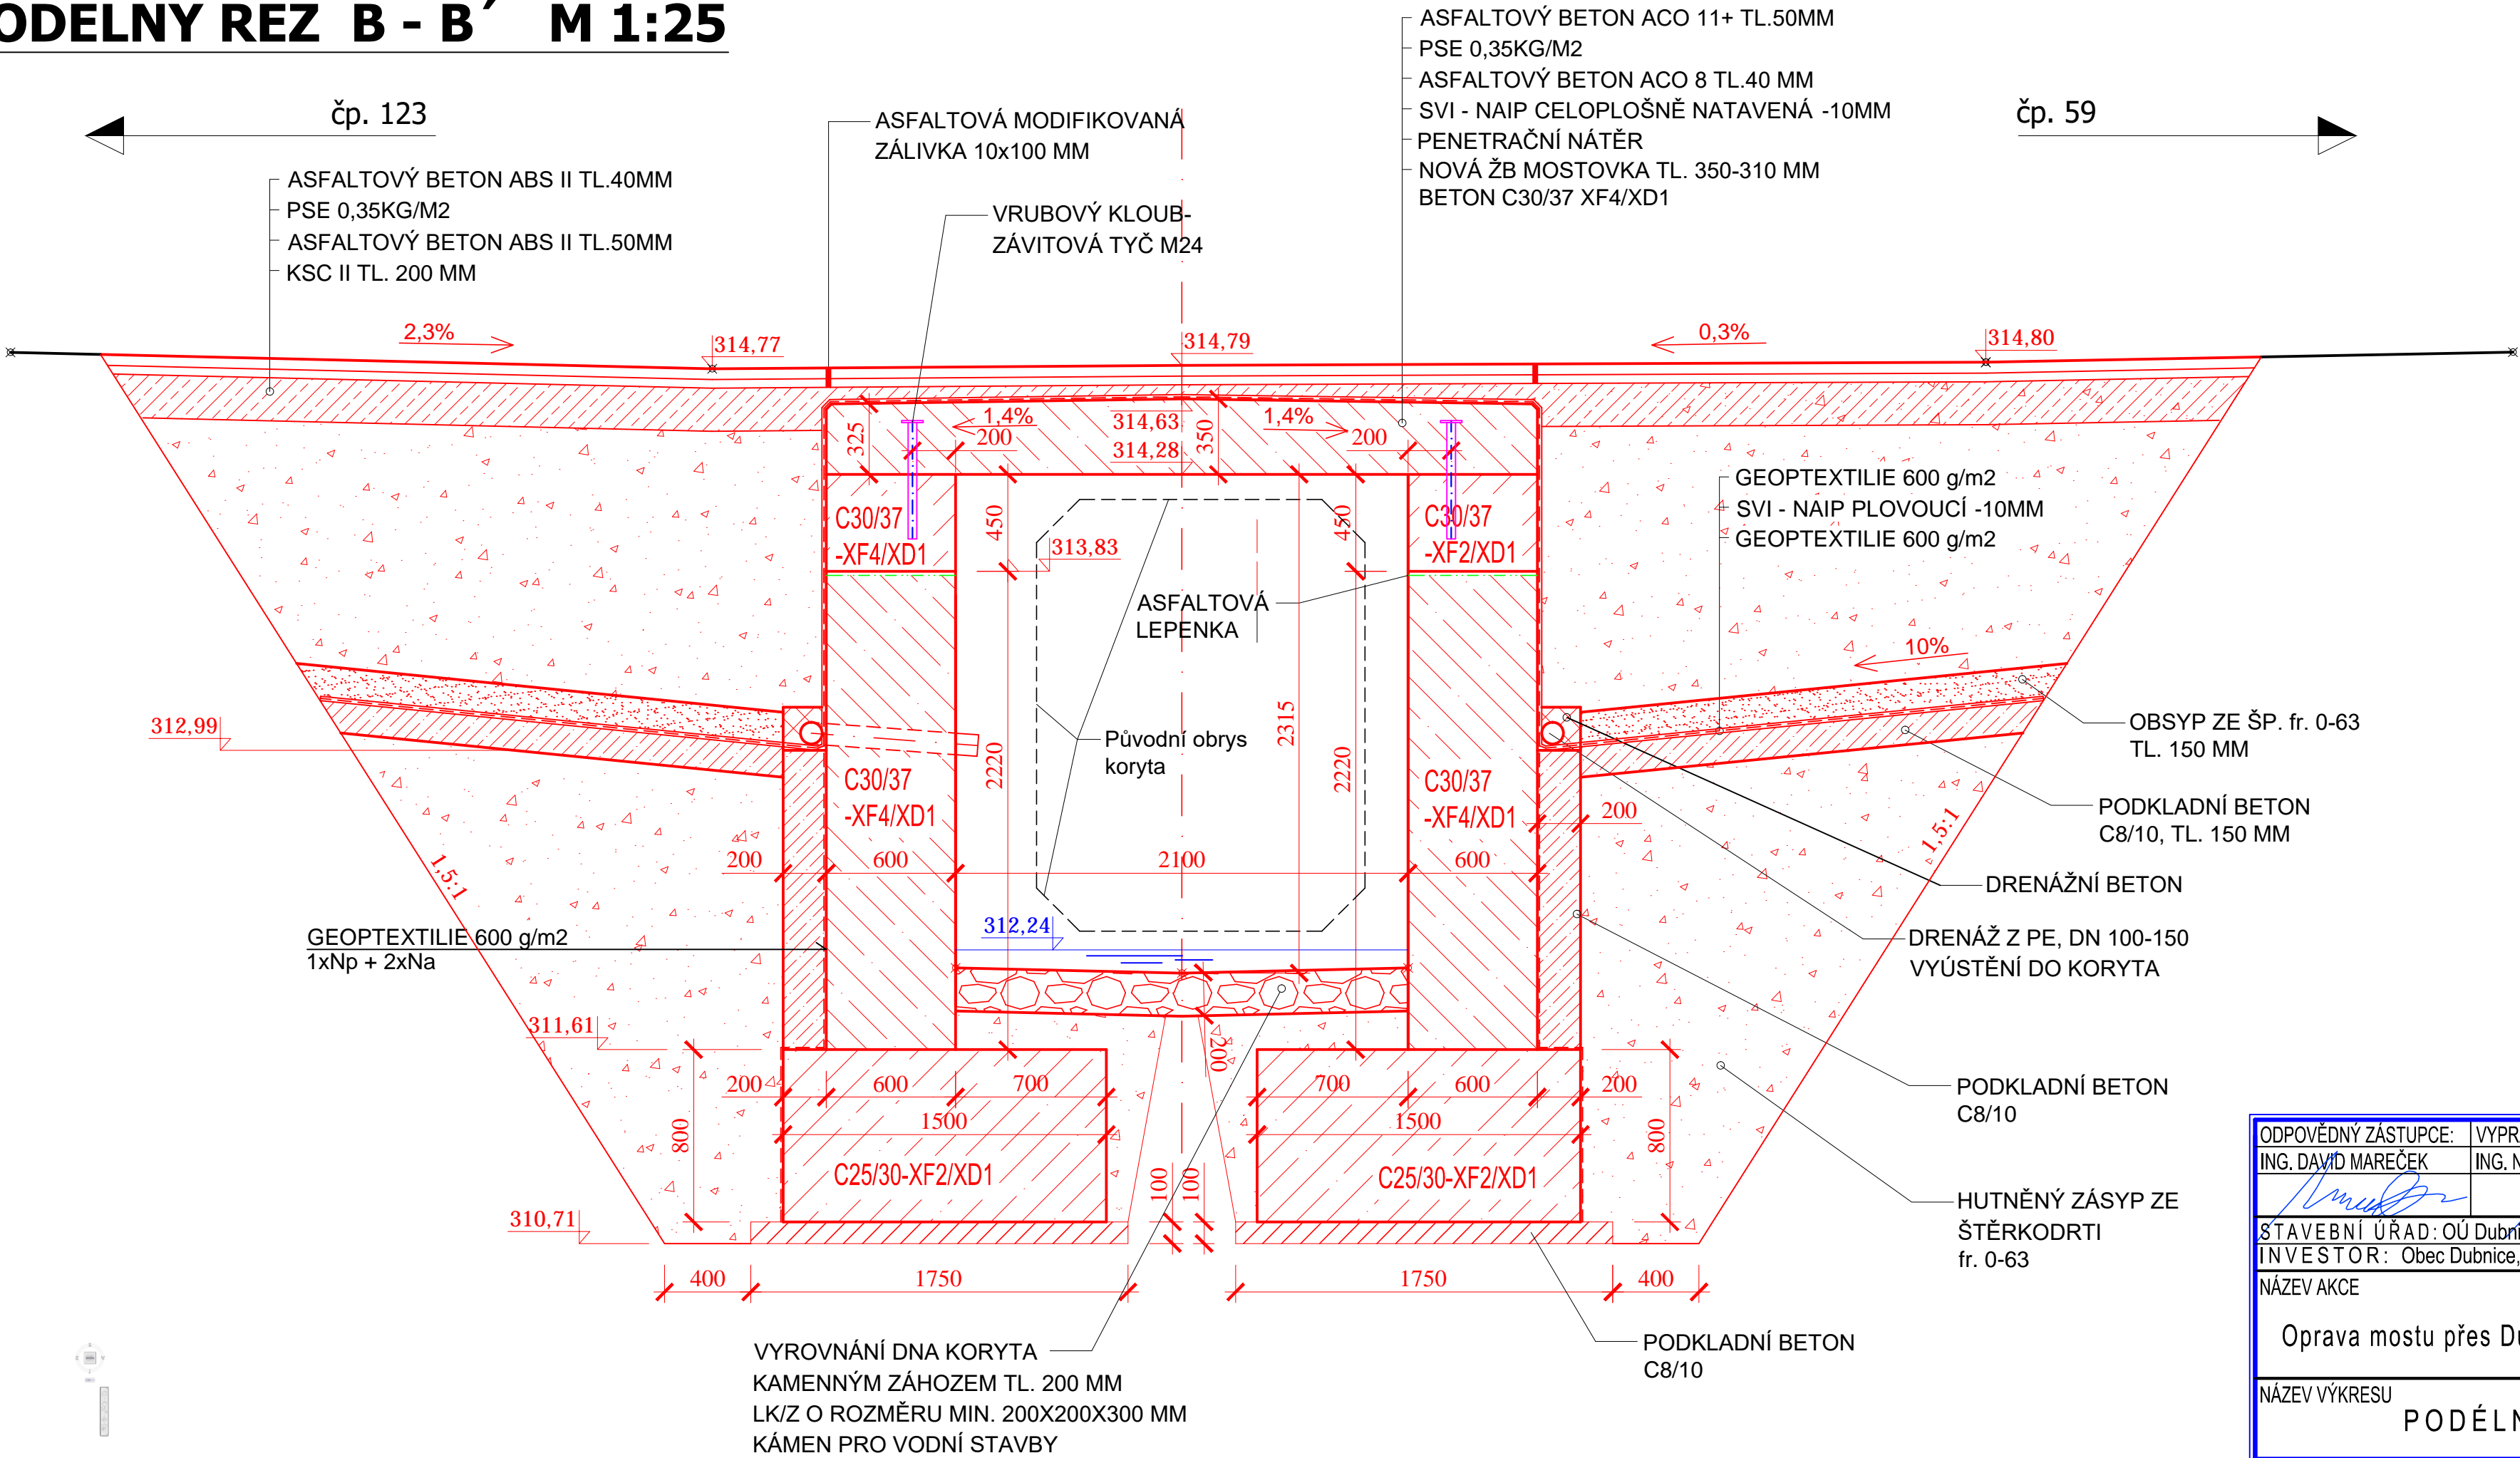 ODELNÝ ŘEZ B - B´ M 1:25
čp. 123
čp. 59
ASFALTOVÝ BETON ABS II TL.40MM
PSE 0,35KG/M2
ASFALTOVÝ BETON ABS II TL.50MM
KSC II TL. 200 MM
ASFALTOVÁ MODIFIKOVANÁ
ZÁLIVKA 10x100 MM
VRUBOVÝ KLOUB-
ZÁVITOVÁ TYČ M24
ASFALTOVÝ BETON ACO 11+ TL.50MM
PSE 0,35KG/M2
ASFALTOVÝ BETON ACO 8 TL.40 MM
SVI - NAIP CELOPLOŠNĚ NATAVENÁ -10MM
PENETRAČNÍ NÁTĚR
NOVÁ ŽB MOSTOVKA TL. 350-310 MM
BETON C30/37 XF4/XD1
2,3%
314,77
314,79
0,3%
314,80
325
1,4%
200
314,63
314,28
350
1,4%
200
C30/37
-XF4/XD1
450
313,83
450
C30/37
-XF2/XD1
GEOPTEXTILIE 600 g/m2
SVI - NAIP PLOVOUCÍ -10MM
GEOPTEXTILIE 600 g/m2
ASFALTOVÁ
LEPENKA
10%
312,99
Původní obrys
koryta
2220
2315
2220
C30/37
-XF4/XD1
C30/37
-XF4/XD1
OBSYP ZE ŠP. fr. 0-63
TL. 150 MM
PODKLADNÍ BETON
C8/10, TL. 150 MM
200
1,5:1
1,5:1
200
600
2100
600
DRENÁŽNÍ BETON
312,24
GEOPTEXTILIE 600 g/m2
1xNp + 2xNa
DRENÁŽ Z PE, DN 100-150
VYÚSTĚNÍ DO KORYTA
311,61
200
200
600
700
700
600
200
1500
1500
800
800
PODKLADNÍ BETON
C8/10
C25/30-XF2/XD1
C25/30-XF2/XD1
100
100
310,71
HUTNĚNÝ ZÁSYP ZE
ŠTĚRKODRTI
fr. 0-63
400
1750
1750
400
VYROVNÁNÍ DNA KORYTA
KAMENNÝM ZÁHOZEM TL. 200 MM
LK/Z O ROZMĚRU MIN. 200X200X300 MM
KÁMEN PRO VODNÍ STAVBY
PODKLADNÍ BETON
C8/10
ODPOVĚDNÝ ZÁSTUPCE: VYPR
ING. DAVID MAREČEK ING. N
STAVEBNÍ ÚŘAD: OÚ Dubni
INVESTOR: Obec Dubnice,
NÁZEV AKCE
Oprava mostu přes Du
NÁZEV VÝKRESU
PODÉLN